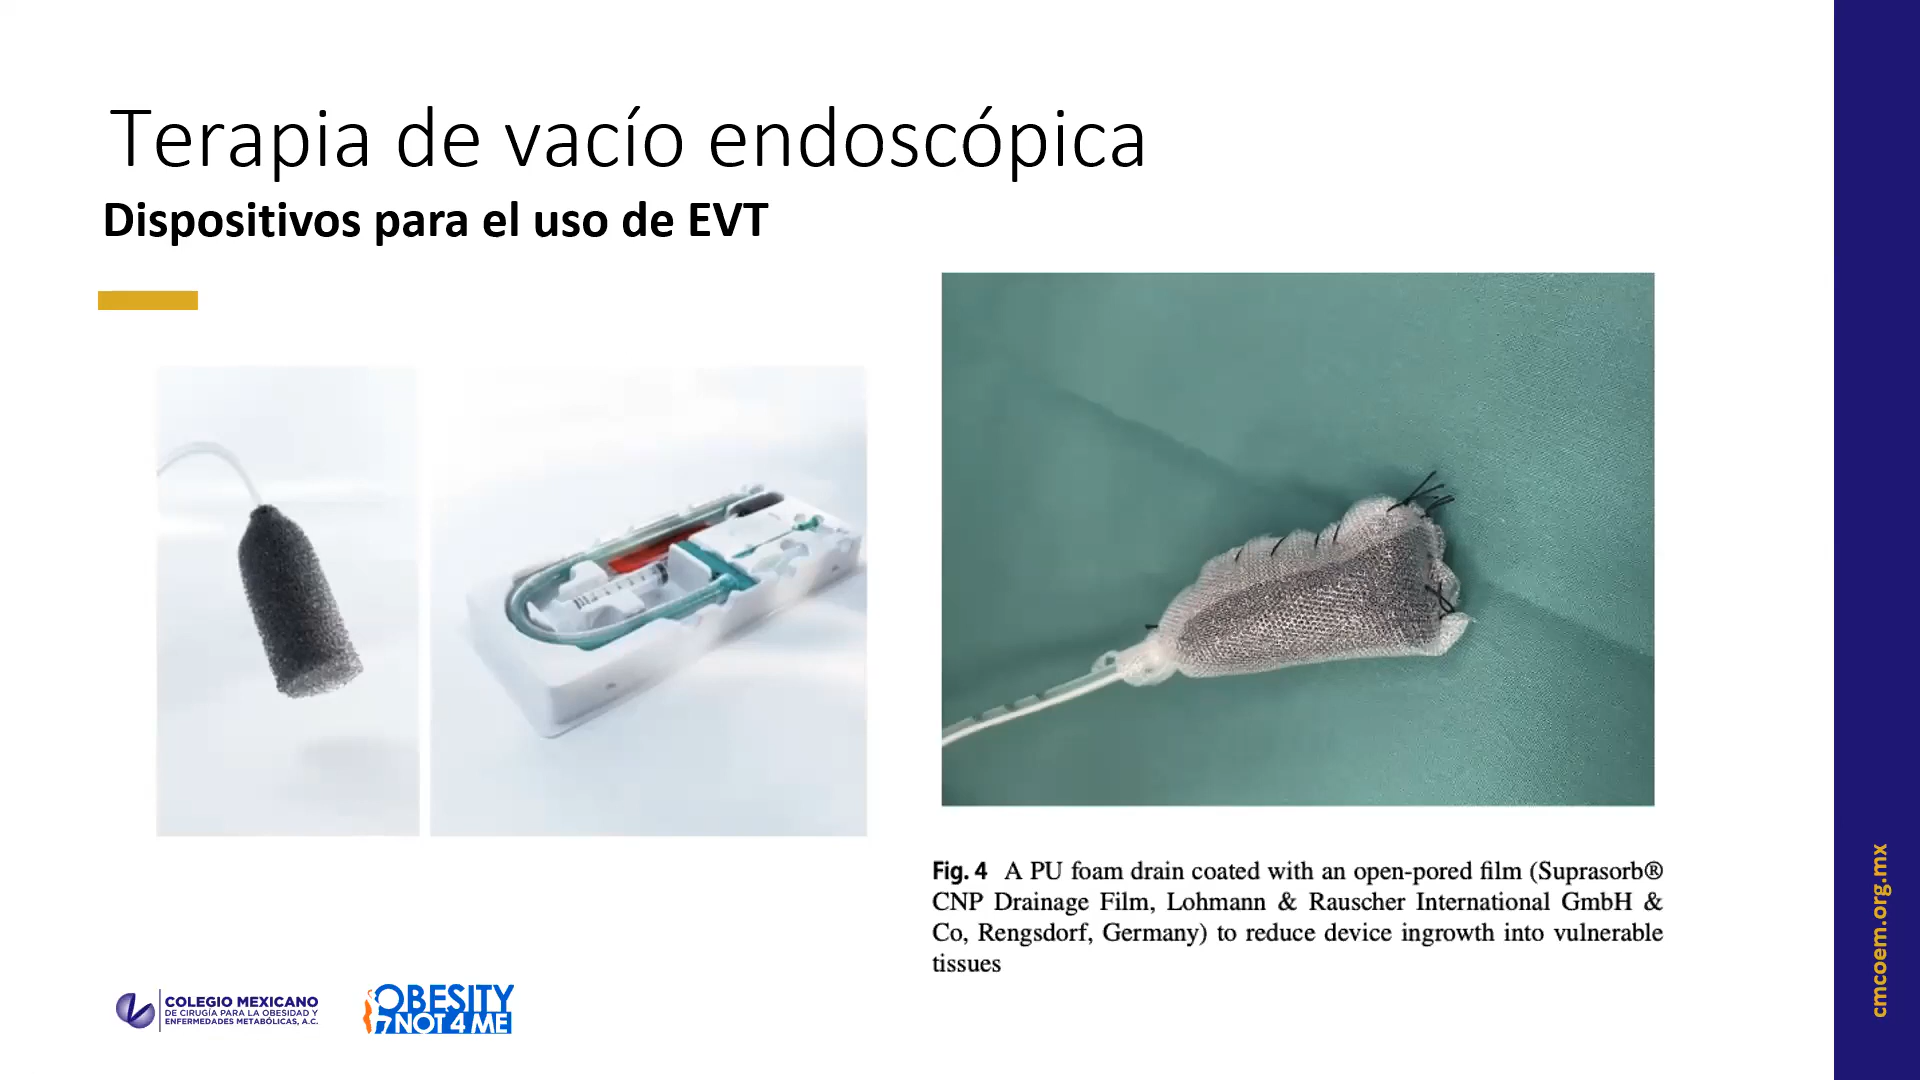 Terapia de vacío endoscópica
Dispositivos para el uso de EVT
Fig. 4 A PU foam drain coated with an open-pored film (Suprasorb®
CNP Drainage Film, Lohmann & Rauscher International GmbH &
Co, Rengsdorf, Germany) to reduce device ingrowth into vulnerable
tissues
COLEGIO MEXICANO
DE CIRUGÍA PARA LA OBESIDAD Y
ENFERMEDADES METABÓLICAS, A.C.
OBESITY
NOT 4 ME
cmcoem.org.mx